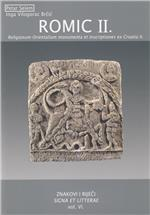 Petar Selem
Inga Vilogorac Brčić
ROMIC II.
Religionum Orientalium monumenta et inscriptiones ex Croatia II.
ZNAKOVI I RIJEČI
SIGNA ET LITTERAE
vol. VI.